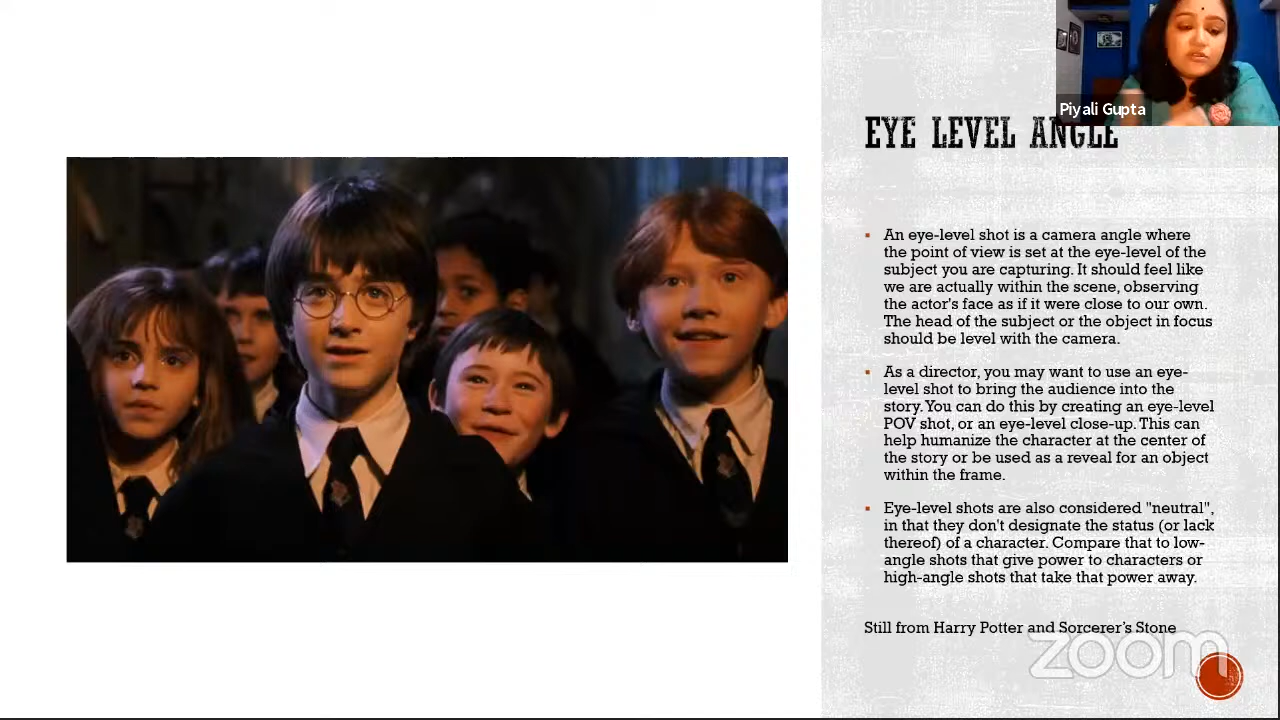 Piyali Gupta
EYE LEVEL ANGLE
An eye-level shot is a camera angle where
the point of view is set at the eye-level of the
subject you are capturing. It should feel like
we are actually within the scene, observing
the actor's face as if it were close to our own.
The head of the subject or the object in focus
should be level with the camera.
As a director, you may want to use an eye-
level shot to bring the audience into the
story. You can do this by creating an eye-level
POV shot, or an eye-level close-up. This can
help humanize the character at the center of
the story or be used as a reveal for an object
within the frame.
Eye-level shots are also considered "neutral",
in that they don't designate the status (or lack
thereof) of a character. Compare that to low-
angle shots that give power to characters or
high-angle shots that take that power away.
Still from Harry Potter and Sorcerer's Stone
zoom